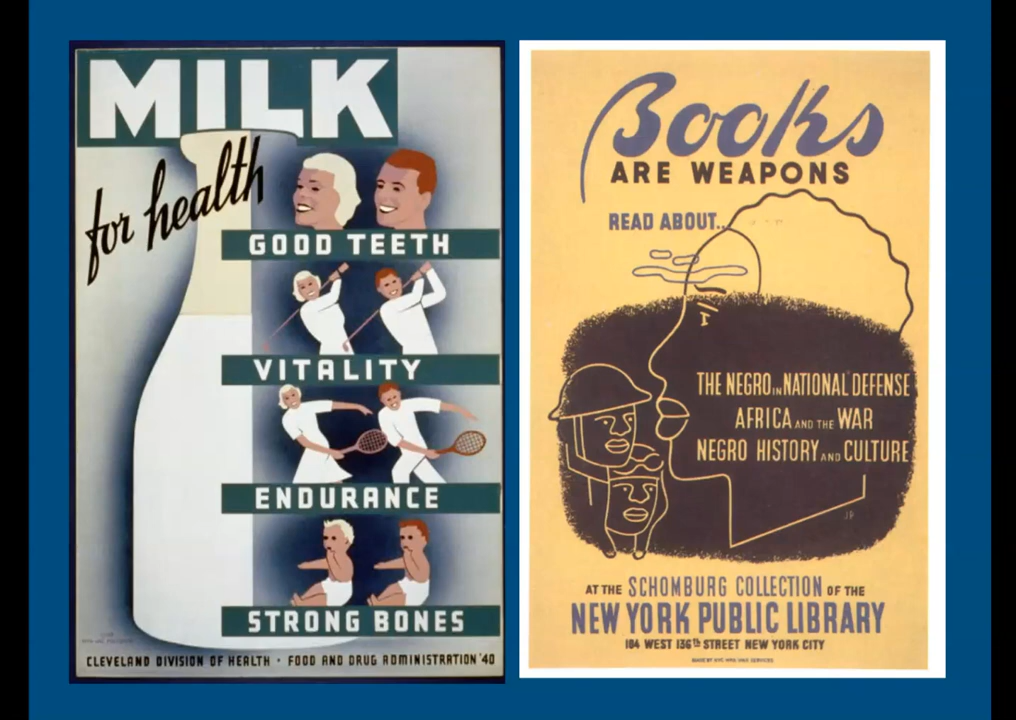 MILK
for health
GOOD TEETH
VITALITY
ENDURANCE
STRONG BONES
CLEVELAND DIVISION OF HEALTH · FOOD AND DRUG ADMINISTRATION '40
Books
ARE WEAPONS
READ ABOUT..
THE NEGRO IN NATIONAL DEFENSE
AFRICA AND THE WAR
NEGRO HISTORY AND CULTURE
JP
AT THE SCHOMBURG COLLECTION OF THE
NEW YORK PUBLIC LIBRARY
104 WEST 136th STREET NEW YORK CITY